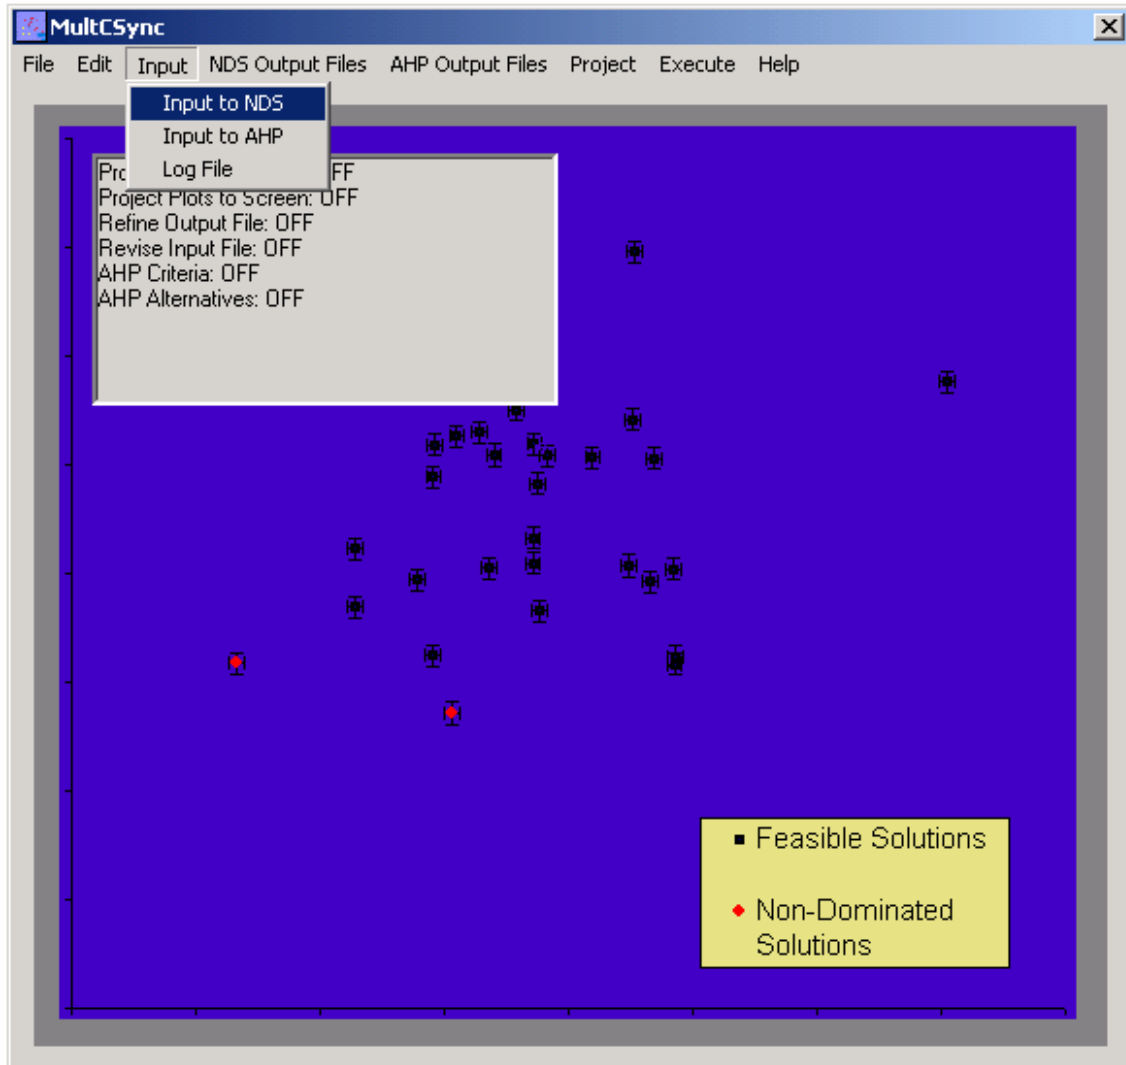 MultCSync
File Edit Input NDS Output Files AHP Output Files Project Execute Help
Input to NDS
Input to AHP
Log File
Project Plots to Screen: OFF
Refine Output File: OFF
Revise Input File: OFF
AHP Criteria: OFF
AHP Alternatives: OFF
Feasible Solutions
Non-Dominated
Solutions